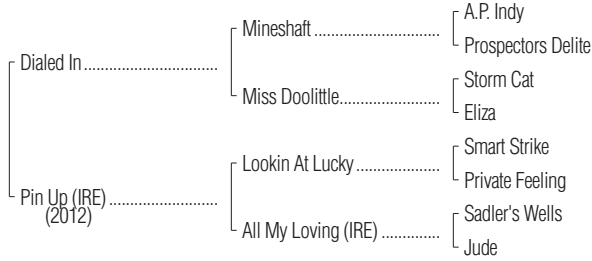 A.P. Indy
Mineshaft
Prospectors Delite
Dialed In
Storm Cat
Miss Doolittle
Eliza
Smart Strike
Lookin At Lucky
Private Feeling
Pin Up (IRE)
(2012)
Sadler's Wells
All My Loving (IRE)
Jude